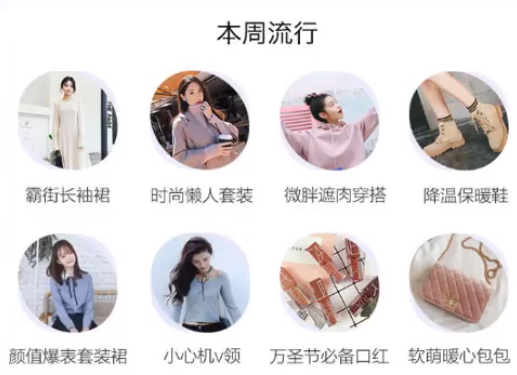 本周流行
霸街长袖裙
时尚懒人套装
微胖遮肉穿搭
降温保暖鞋
颜值爆表套装裙
小心机v领
万圣节必备口红
软萌暖心包包